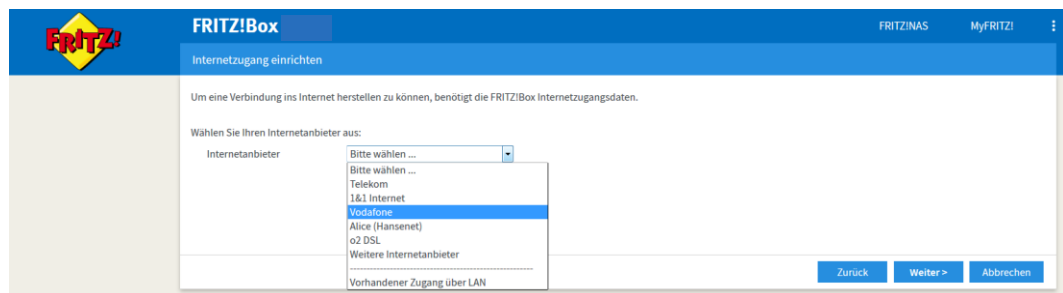 FRITZ!
FRITZ!Box
FRITZ!NAS
MyFRITZ!
Internetzugang einrichten
Um eine Verbindung ins Internet herstellen zu können, benötigt die FRITZ!Box Internetzugangsdaten.
Wählen Sie Ihren Internetanbieter aus:
Internetanbieter
Bitte wählen ...
Bitte wählen ...
Telekom
1&1 Internet
Vodafone
Alice (Hansenet)
o2 DSL
Weitere Internetanbieter
Vorhandener Zugang über LAN
Zurück
Weiter >
Abbrechen